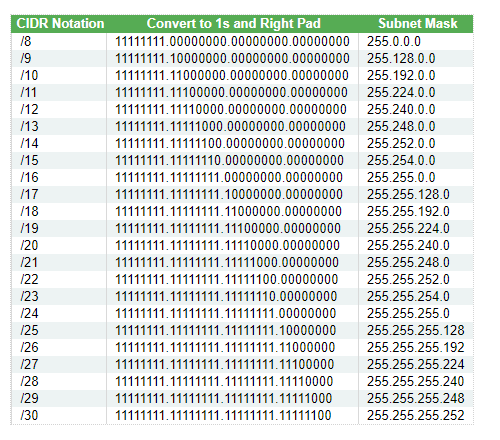 CIDR Notation Convert to 1s and Right Pad Subnet Mask
/8 11111111.00000000.00000000.00000000 255.0.0.0
/9 11111111.10000000.00000000.00000000 255.128.0.0
/10 11111111.11000000.00000000.00000000 255.192.0.0
/11 11111111.11100000.00000000.00000000 255.224.0.0
/12 11111111.11110000.00000000.00000000 255.240.0.0
/13 11111111.11111000.00000000.00000000 255.248.0.0
/14 11111111.11111100.00000000.00000000 255.252.0.0
/15 11111111.11111110.00000000.00000000 255.254.0.0
/16 11111111.11111111.00000000.00000000 255.255.0.0
/17 11111111.11111111.10000000.00000000 255.255.128.0
/18 11111111.11111111.11000000.00000000 255.255.192.0
/19 11111111.11111111.11100000.00000000 255.255.224.0
/20 11111111.11111111.11110000.00000000 255.255.240.0
/21 11111111.11111111.11111000.00000000 255.255.248.0
/22 11111111.11111111.11111100.00000000 255.255.252.0
/23 11111111.11111111.11111110.00000000 255.255.254.0
/24 11111111.11111111.11111111.00000000 255.255.255.0
/25 11111111.11111111.11111111.10000000 255.255.255.128
/26 11111111.11111111.11111111.11000000 255.255.255.192
/27 11111111.11111111.11111111.11100000 255.255.255.224
/28 11111111.11111111.11111111.11110000 255.255.255.240
/29 11111111.11111111.11111111.11111000 255.255.255.248
/30 11111111.11111111.11111111.11111100 255.255.255.252